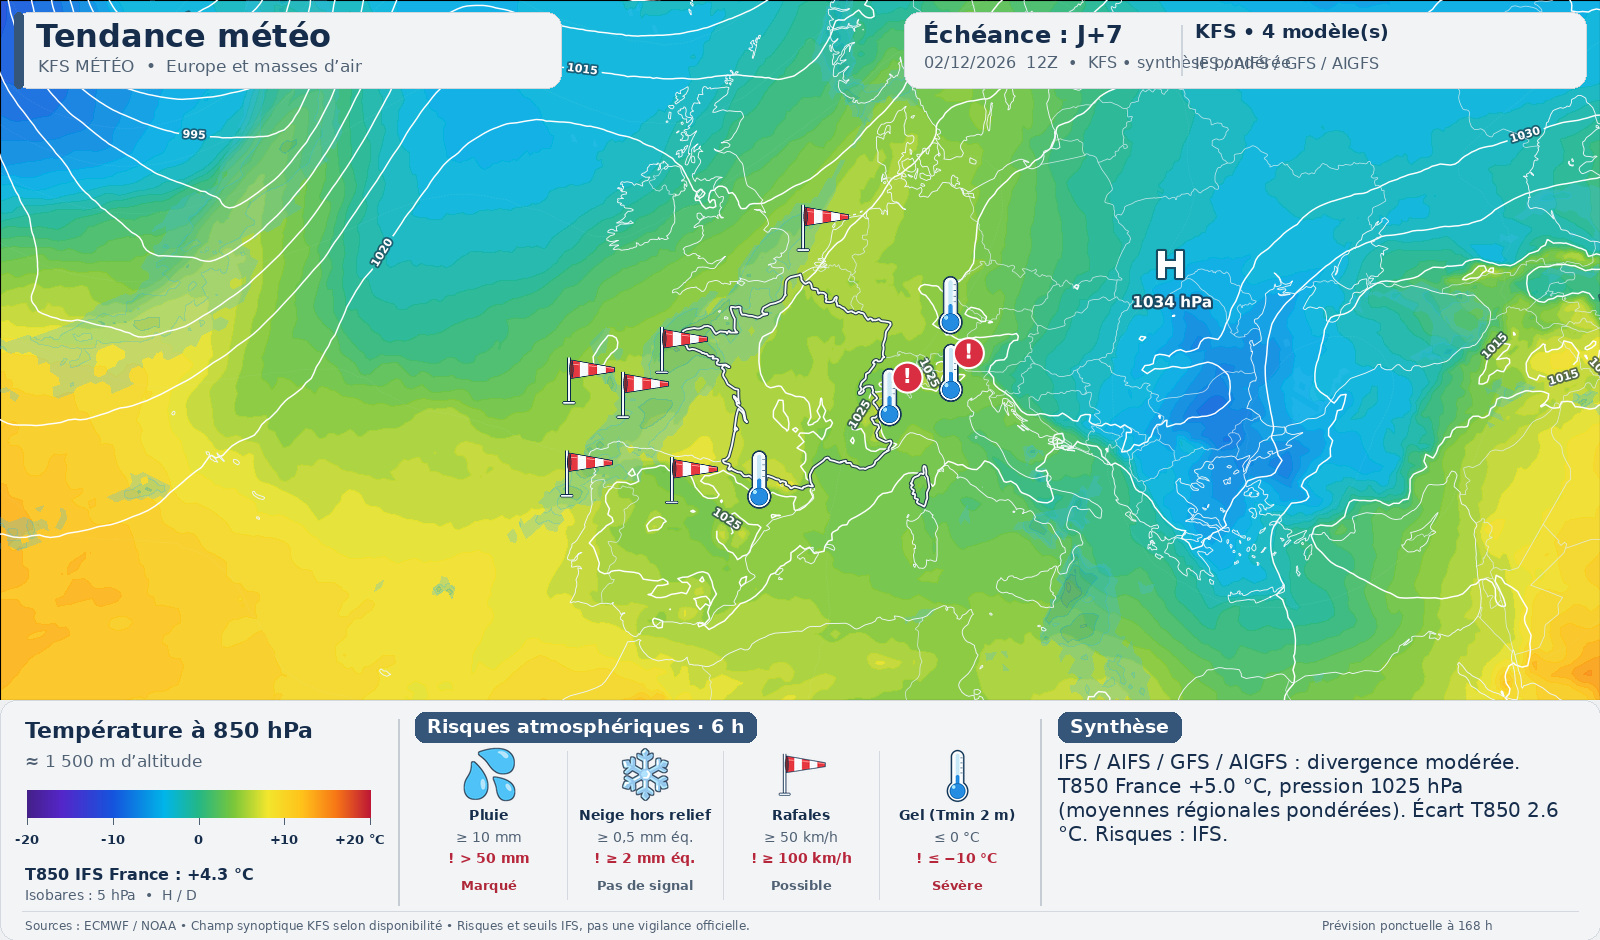 Tendance météo
KFS MÉTÉO • Europe et masses d’air
Échéance : J+7
02/12/2026 12Z • KFS • synthèse pondérée
KFS • 4 modèle(s)
IFS / AIFS / GFS / AIGFS
1015
995
1020
1030
H
1034 hPa
1015
1015
1025
1025
1025
!
!
Température à 850 hPa
≈ 1 500 m d’altitude
-20 -10 0 +10 +20 °C
T850 IFS France : +4.3 °C
Isobares : 5 hPa • H / D
Risques atmosphériques · 6 h
Pluie
≥ 10 mm
! > 50 mm
Marqué
Neige hors relief
≥ 0,5 mm éq.
! ≥ 2 mm éq.
Pas de signal
Rafales
≥ 50 km/h
! ≥ 100 km/h
Possible
Gel (Tmin 2 m)
≤ 0 °C
! ≤ −10 °C
Sévère
Synthèse
IFS / AIFS / GFS / AIGFS : divergence modérée.
T850 France +5.0 °C, pression 1025 hPa
(moyennes régionales pondérées). Écart T850 2.6
°C. Risques : IFS.
Sources : ECMWF / NOAA • Champ synoptique KFS selon disponibilité • Risques et seuils IFS, pas une vigilance officielle.
Prévision ponctuelle à 168 h